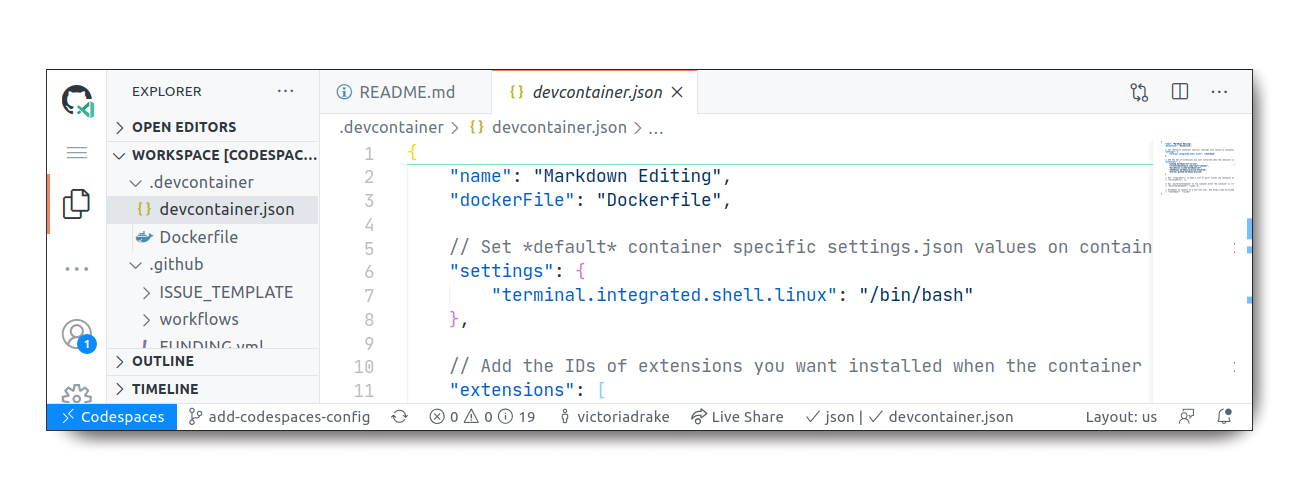 EXPLORER ...
README.md
{} devcontainer.json ×
...
OPEN EDITORS
WORKSPACE [CODESPAC...
.devcontainer
{} devcontainer.json
Dockerfile
.github
ISSUE_TEMPLATE
workflows
FUNDING.yml
OUTLINE
TIMELINE
1
.devcontainer > {} devcontainer.json > ...
1 {
2 "name": "Markdown Editing",
3 "dockerFile": "Dockerfile",
4
5 // Set *default* container specific settings.json values on contain
6 "settings": {
7 "terminal.integrated.shell.linux": "/bin/bash"
8 },
9
10 // Add the IDs of extensions you want installed when the container
11 "extensions": [
Codespaces add-codespaces-config 0 0 19 victoriadrake Live Share ✓ json | ✓ devcontainer.json Layout: us